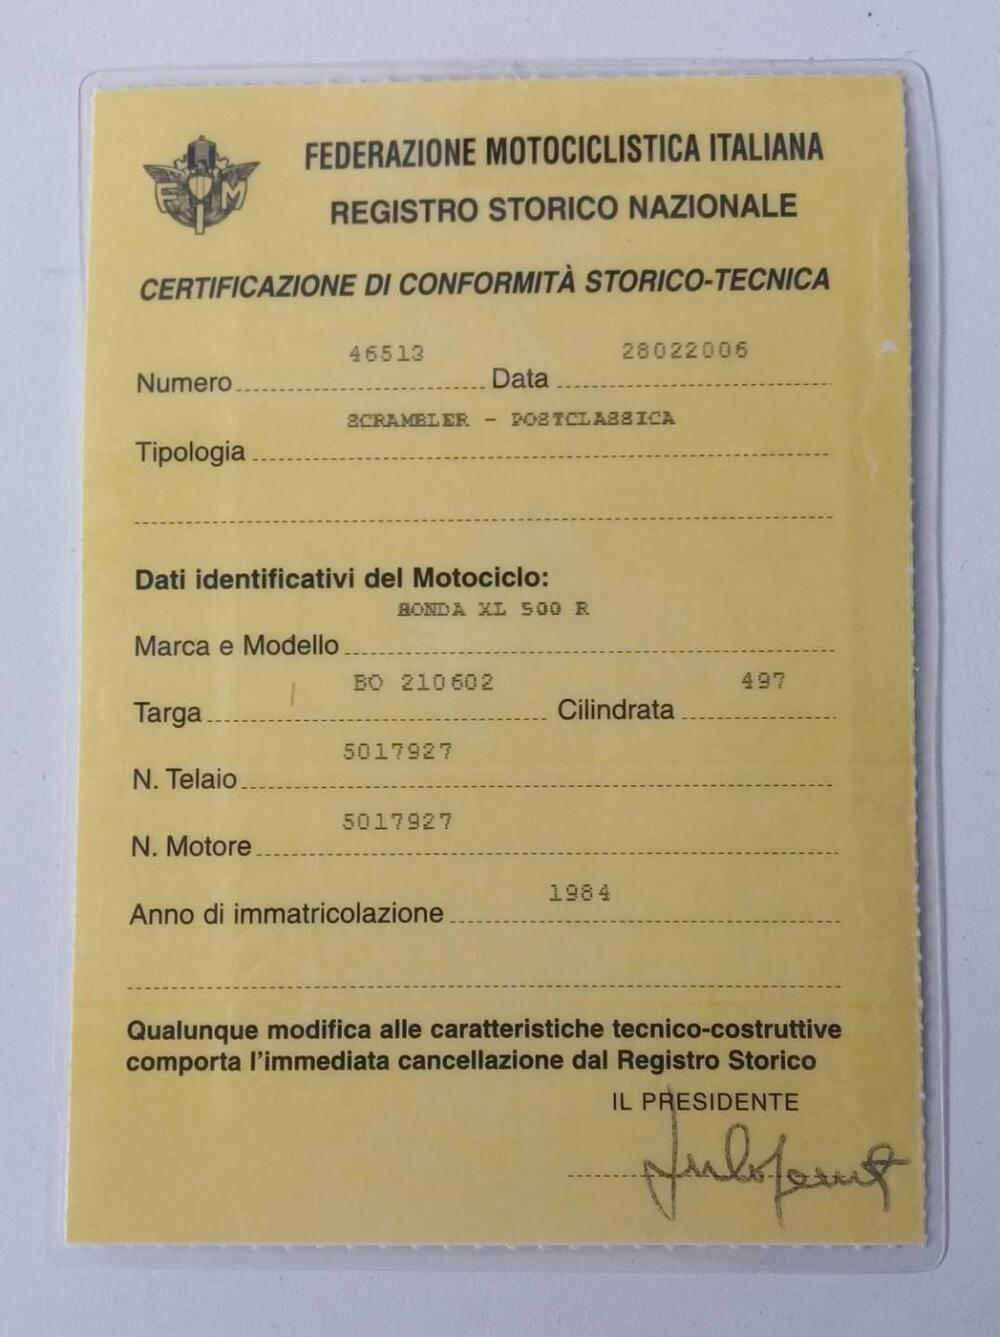 FMI
FEDERAZIONE MOTOCICLISTICA ITALIANA
REGISTRO STORICO NAZIONALE
CERTIFICAZIONE DI CONFORMITÀ STORICO-TECNICA
Numero 46513 Data 28022006
Tipologia SCRAMBLER - POSTCLASSICA
Dati identificativi del Motociclo:
Marca e Modello HONDA XL 500 R
Targa BO 210602 Cilindrata 497
N. Telaio 5017927
N. Motore 5017927
Anno di immatricolazione 1984
Qualunque modifica alle caratteristiche tecnico-costruttive
comporta l'immediata cancellazione dal Registro Storico
IL PRESIDENTE